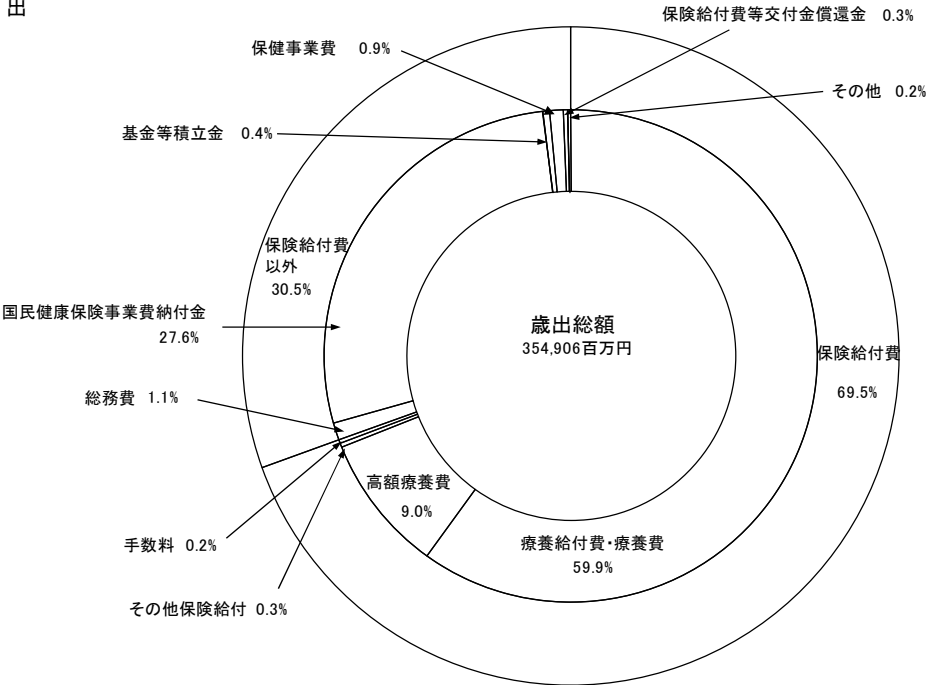 出
保険給付費等交付金償還金 0.3%
保健事業費 0.9%
その他 0.2%
基金等積立金 0.4%
保険給付費
以外
30.5%
国民健康保険事業費納付金
27.6%
歳出総額
354,906百万円
保険給付費
69.5%
総務費 1.1%
高額療養費
9.0%
手数料 0.2%
療養給付費・療養費
59.9%
その他保険給付 0.3%